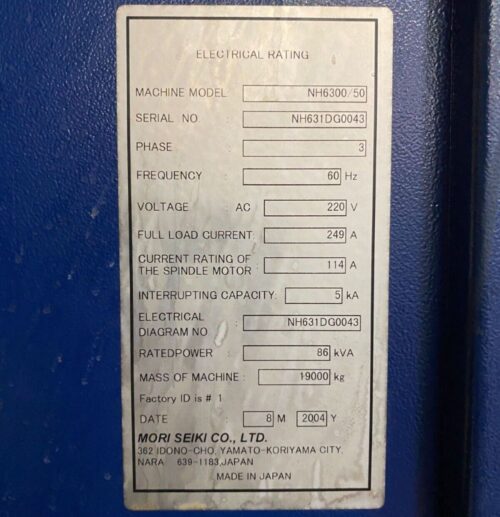 ELECTRICAL RATING
MACHINE MODEL NH6300/50
SERIAL NO : NH631DG0043
PHASE : 3
FREQUENCY : 60 Hz
VOLTAGE : AC : 220 V
FULL LOAD CURRENT: 249 A
CURRENT RATING OF
THE SPINDLE MOTOR : 114 A
INTERRUPTING CAPACITY: 5 kA
ELECTRICAL
DIAGRAM NO : NH631DG0043
RATEDPOWER : 86 kVA
MASS OF MACHINE : 19000 kg
Factory ID is # 1
DATE : 8 M 2004 Y
MORI SEIKI CO., LTD.
362 IDONO-CHO, YAMATO-KORIYAMA CITY,
NARA 639-1183,JAPAN
MADE IN JAPAN